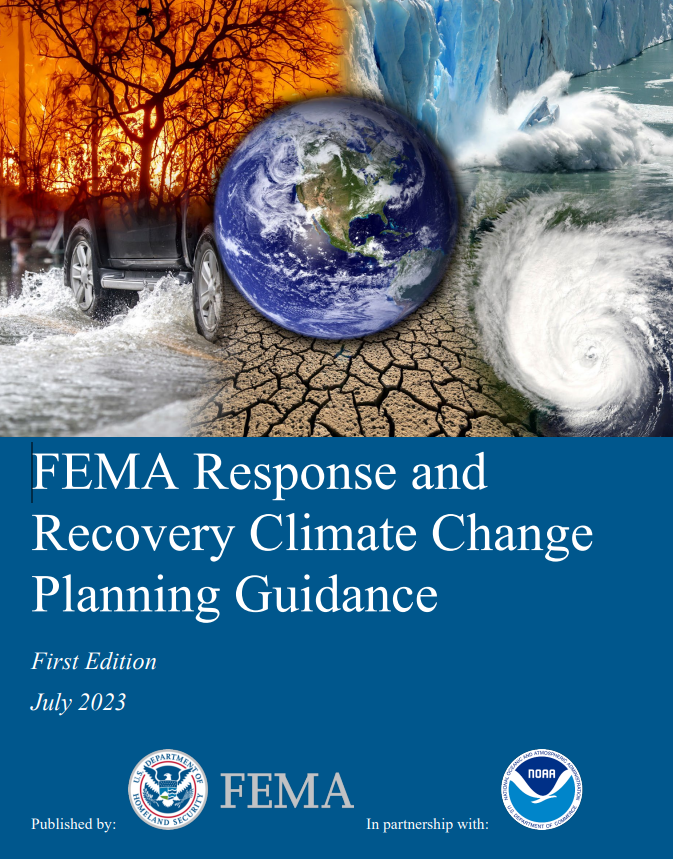 FEMA Response and
Recovery Climate Change
Planning Guidance
First Edition
July 2023
Published by:
U.S. DEPARTMENT OF
HOMELAND SECURITY
FEMA
In partnership with:
NATIONAL OCEANIC AND ATMOSPHERIC ADMINISTRATION
NOAA
U.S. DEPARTMENT OF COMMERCE